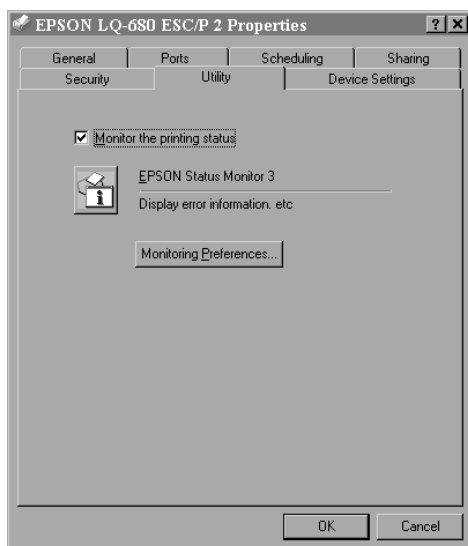 EPSON LQ-680 ESC/P 2 Properties
General Ports Scheduling Sharing
Security Utility Device Settings
Monitor the printing status
EPSON Status Monitor 3
Display error information. etc
Monitoring Preferences...
OK Cancel